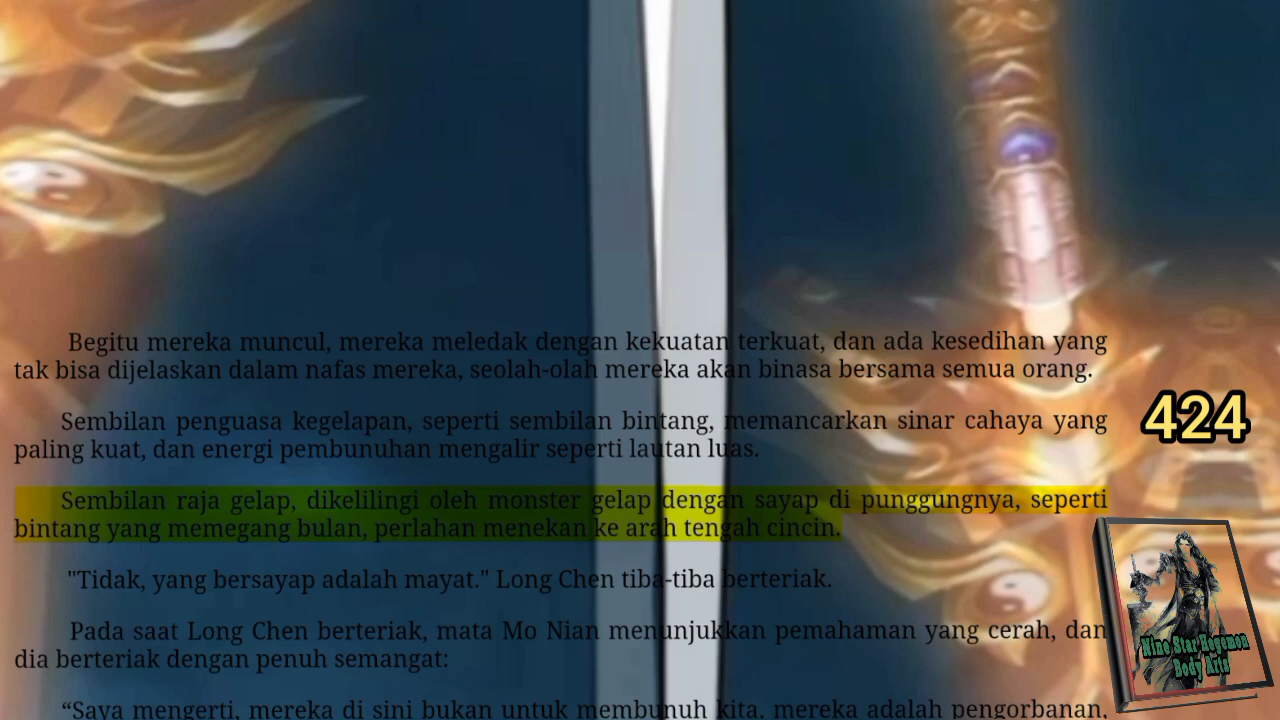 Begitu mereka muncul, mereka meledak dengan kekuatan terkuat, dan ada kesedihan yang
tak bisa dijelaskan dalam nafas mereka, seolah-olah mereka akan binasa bersama semua orang.
Sembilan penguasa kegelapan, seperti sembilan bintang, memancarkan sinar cahaya yang
paling kuat, dan energi pembunuhan mengalir seperti lautan luas.
Sembilan raja gelap, dikelilingi oleh monster gelap dengan sayap di punggungnya, seperti
bintang yang memegang bulan, perlahan menekan ke arah tengah cincin.
"Tidak, yang bersayap adalah mayat." Long Chen tiba-tiba berteriak.
Pada saat Long Chen berteriak, mata Mo Nian menunjukkan pemahaman yang cerah, dan
dia berteriak dengan penuh semangat:
“Saya mengerti, mereka di sini bukan untuk membunuh kita, mereka adalah pengorbanan,
424
Nine Star Hegemon
Body Arts